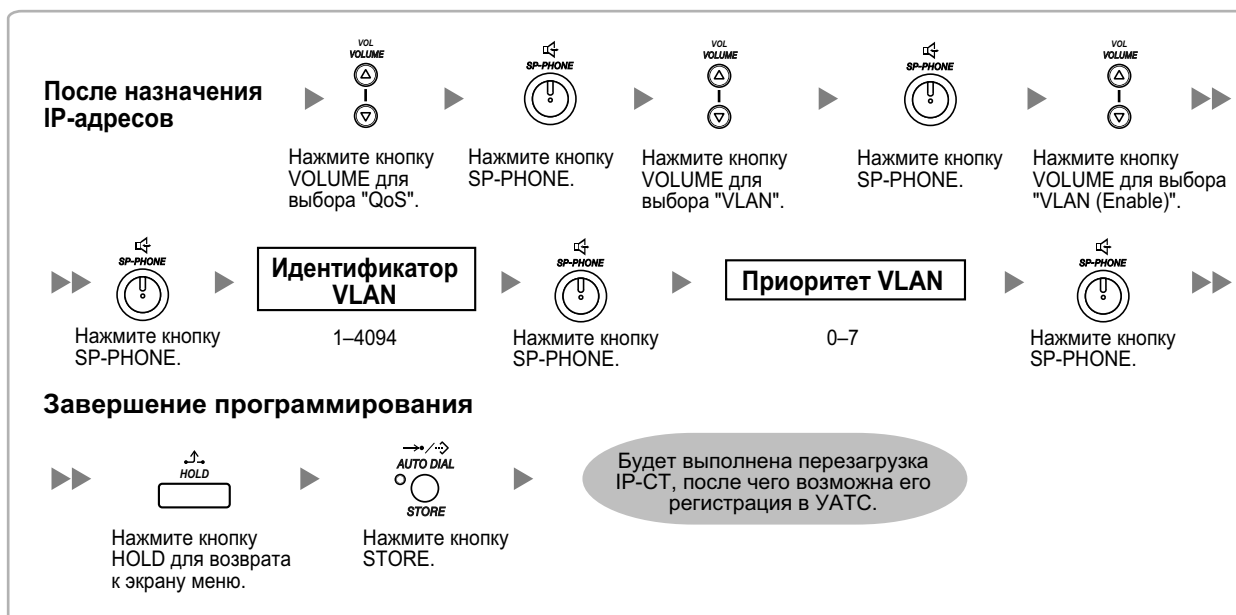 VOL
VOLUME
SP-PHONE
VOL
VOLUME
SP-PHONE
VOL
VOLUME
После назначения
IP-адресов
Нажмите кнопку
VOLUME для
выбора "QoS".
Нажмите кнопку
SP-PHONE.
Нажмите кнопку
VOLUME для
выбора "VLAN".
Нажмите кнопку
SP-PHONE.
Нажмите кнопку
VOLUME для выбора
"VLAN (Enable)".
SP-PHONE
Нажмите кнопку
SP-PHONE.
Идентификатор
VLAN
1–4094
SP-PHONE
Нажмите кнопку
SP-PHONE.
Приоритет VLAN
0–7
SP-PHONE
Нажмите кнопку
SP-PHONE.
Завершение программирования
HOLD
Нажмите кнопку
HOLD для возврата
к экрану меню.
AUTO DIAL
STORE
Нажмите кнопку
STORE.
Будет выполнена перезагрузка
IP-СТ, после чего возможна его
регистрация в УАТС.